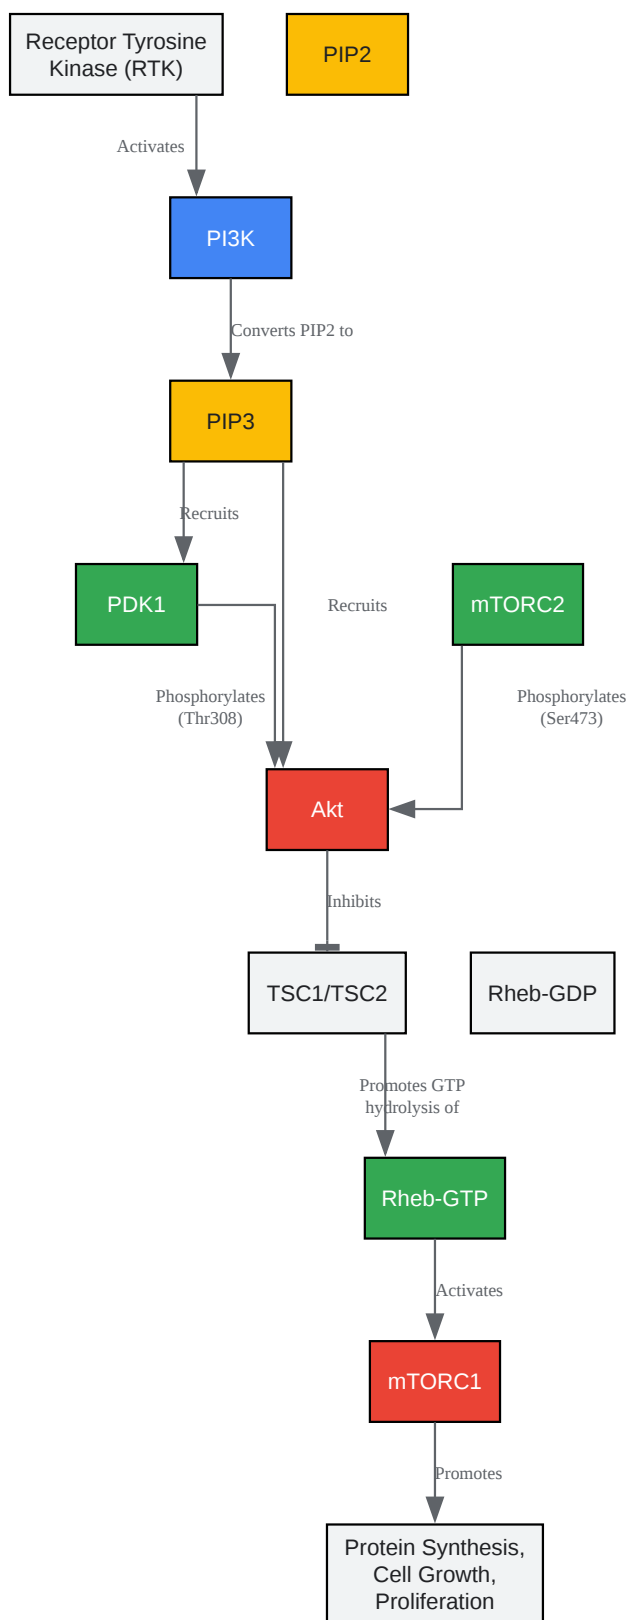 Receptor Tyrosine
Kinase (RTK)
PIP2
Activates
PI3K
Converts PIP2 to
PIP3
Recruits
PDK1
Recruits
mTORC2
Phosphorylates
(Thr308)
Phosphorylates
(Ser473)
Akt
Inhibits
TSC1/TSC2
Rheb-GDP
Promotes GTP
hydrolysis of
Rheb-GTP
Activates
mTORC1
Promotes
Protein Synthesis,
Cell Growth,
Proliferation